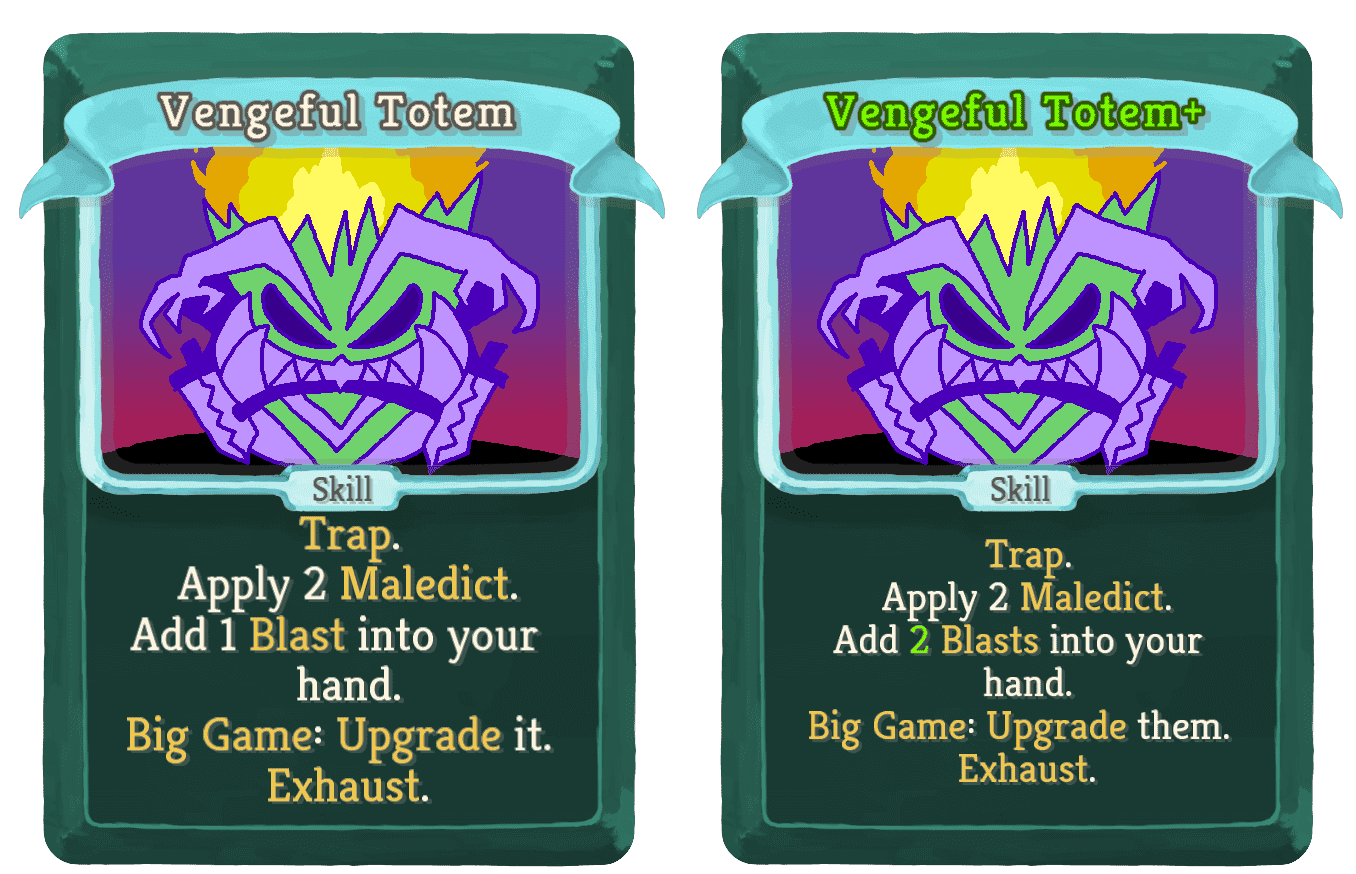 Vengeful Totem
Skill
Trap.
Apply 2 Maledict.
Add 1 Blast into your
hand.
Big Game: Upgrade it.
Exhaust.
Vengeful Totem+
Skill
Trap.
Apply 2 Maledict.
Add 2 Blasts into your
hand.
Big Game: Upgrade them.
Exhaust.